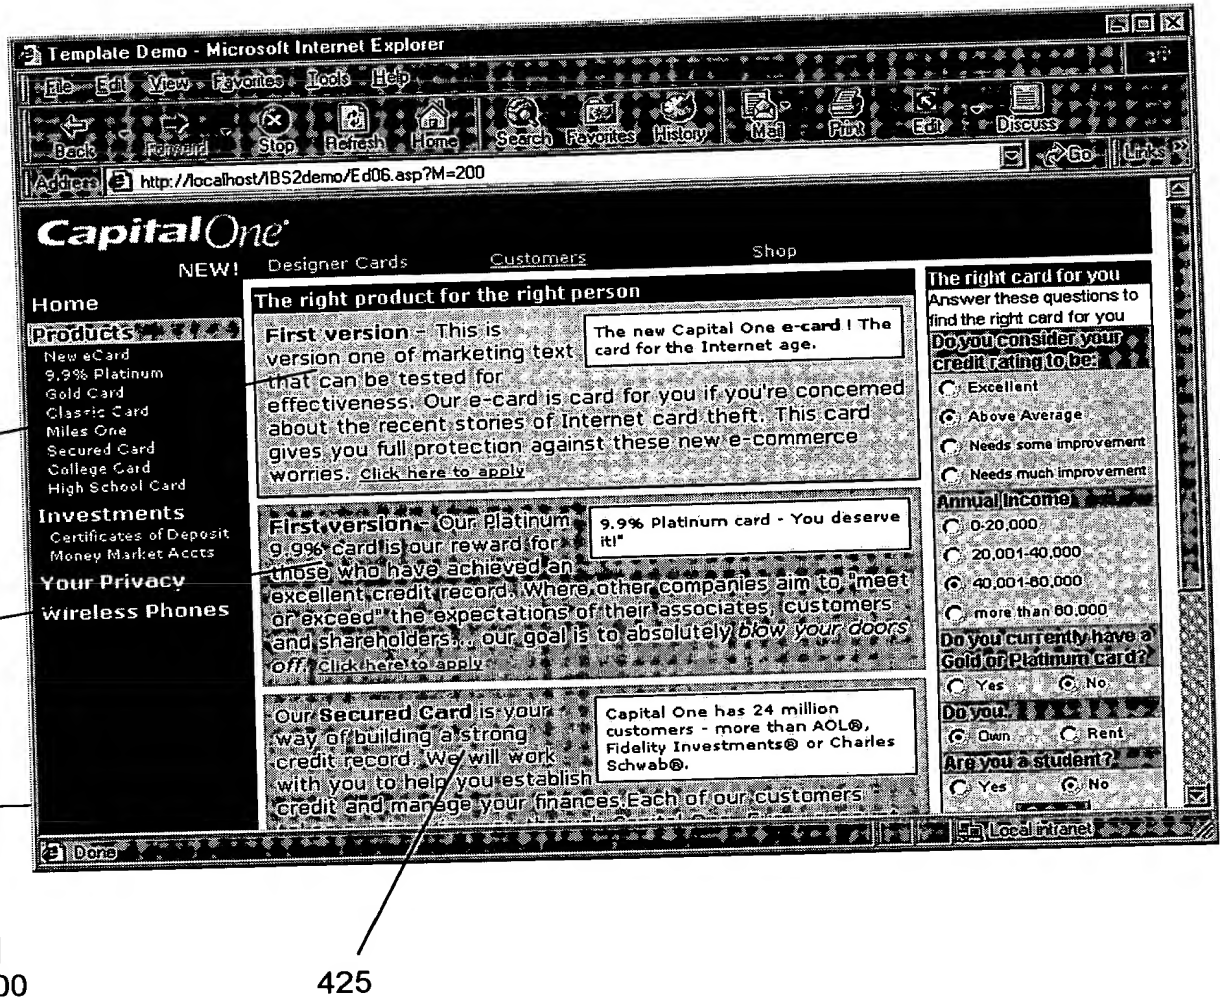 Template Demo - Microsoft Internet Explorer
File Edit View Favorites Tools Help
Back Forward Stop Refresh Home Search Favorites History Mail Print Edit Discuss
Address http://localhost/IBS2demo/Ed06.asp?M=200 Go Links
CapitalOne
NEW! Designer Cards Customers Shop
Home
Products
New eCard
9.9% Platinum
Gold Card
Classic Card
Miles One
Secured Card
College Card
High School Card
Investments
Certificates of Deposit
Money Market Accts
Your Privacy
Wireless Phones
The right product for the right person
First version - This is
version one of marketing text
that can be tested for
effectiveness. Our e-card is card for you if you're concerned
about the recent stories of Internet card theft. This card
gives you full protection against these new e-commerce
worries. Click here to apply
The new Capital One e-card ! The
card for the Internet age.
First version - Our Platinum
9.9% card is our reward for
those who have achieved an
excellent credit record. Where other companies aim to "meet
or exceed" the expectations of their associates, customers
and shareholders... our goal is to absolutely blow your doors
off. Click here to apply
9.9% Platinum card - You deserve
it!"
Our Secured Card is your
way of building a strong
credit record. We will work
with you to help you establish
credit and manage your finances.Each of our customers
Capital One has 24 million
customers - more than AOL®,
Fidelity Investments® or Charles
Schwab®.
The right card for you
Answer these questions to
find the right card for you
Do you consider your
credit rating to be:
Excellent
Above Average
Needs some improvement
Needs much improvement
Annual Income
0-20,000
20,001-40,000
40,001-60,000
more than 60,000
Do you currently have a
Gold or Platinum card?
Yes No
Do you..
Own Rent
Are you a student?
Yes No
Done Local intranet
00
425